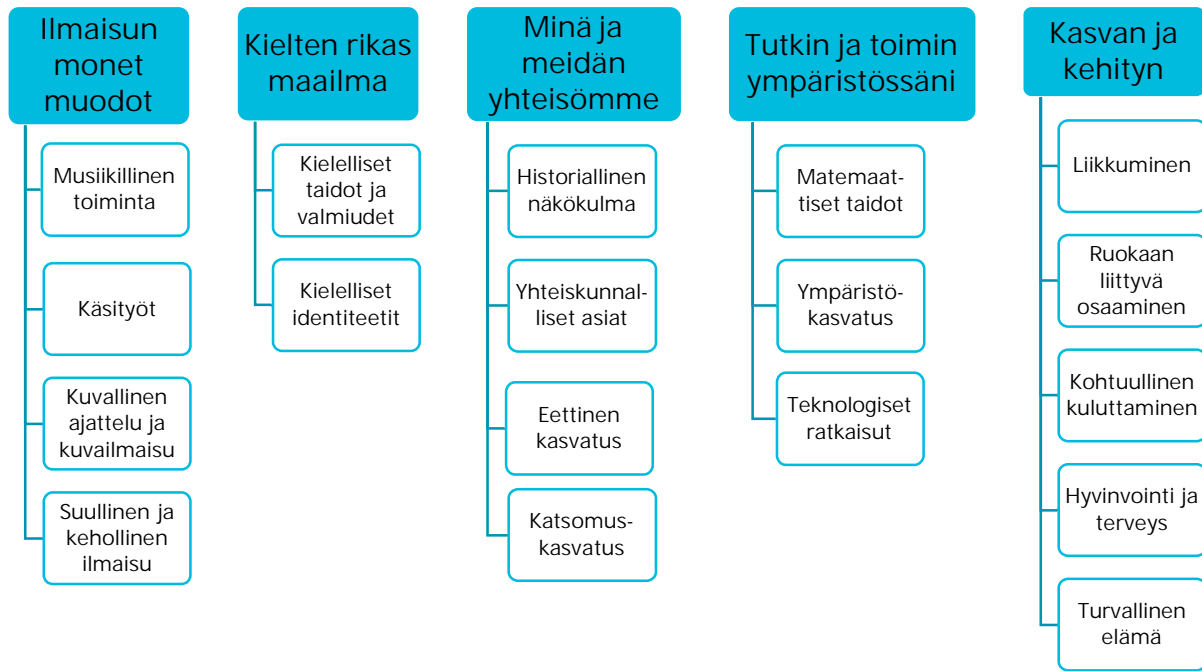 Ilmaisun
monet
muodot
Musiikillinen
toiminta
Käsityöt
Kuvallinen
ajattelu ja
kuvailmaisu
Suullinen ja
kehollinen
ilmaisu
Kielten rikas
maailma
Kielelliset
taidot ja
valmiudet
Kielelliset
identiteetit
Minä ja
meidän
yhteisömme
Historiallinen
näkökulma
Yhteiskunnal-
liset asiat
Eettinen
kasvatus
Katsomus-
kasvatus
Tutkin ja toimin
ympäristössäni
Matemaat-
tiset taidot
Ympäristö-
kasvatus
Teknologiset
ratkaisut
Kasvan ja
kehityn
Liikkuminen
Ruokaan
liittyvä
osaaminen
Kohtuullinen
kuluttaminen
Hyvinvointi ja
terveys
Turvallinen
elämä